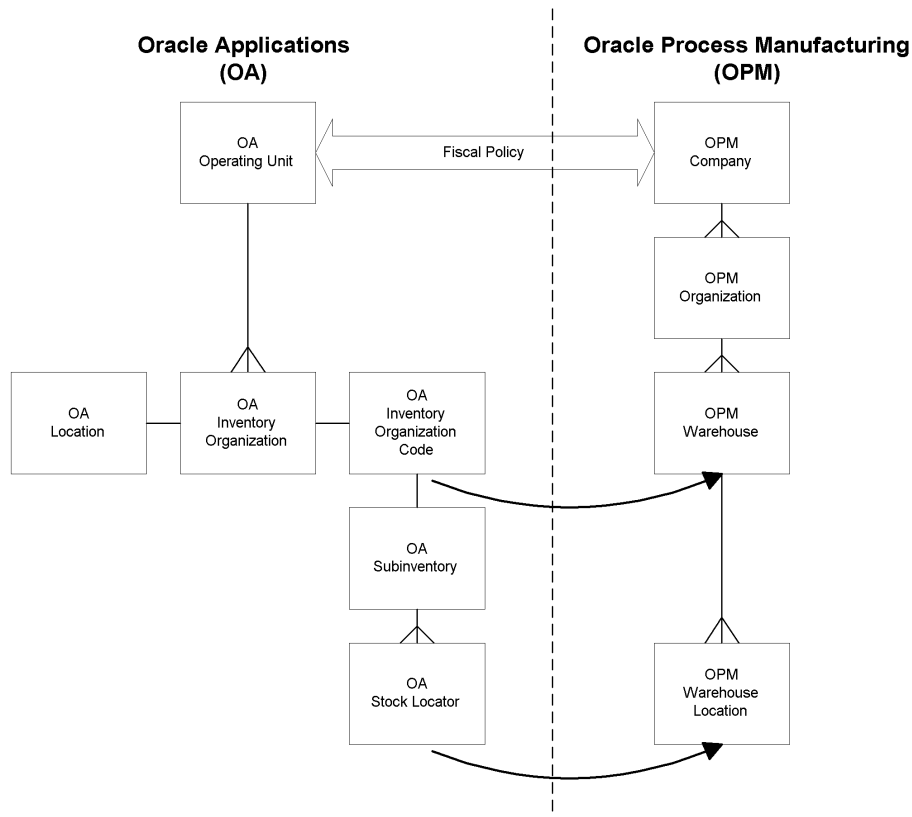 Oracle Applications
(OA)
Oracle Process Manufacturing
(OPM)
OA
Operating Unit
Fiscal Policy
OPM
Company
OPM
Organization
OA
Location
OA
Inventory
Organization
OA
Inventory
Organization
Code
OPM
Warehouse
OA
Subinventory
OA
Stock Locator
OPM
Warehouse
Location